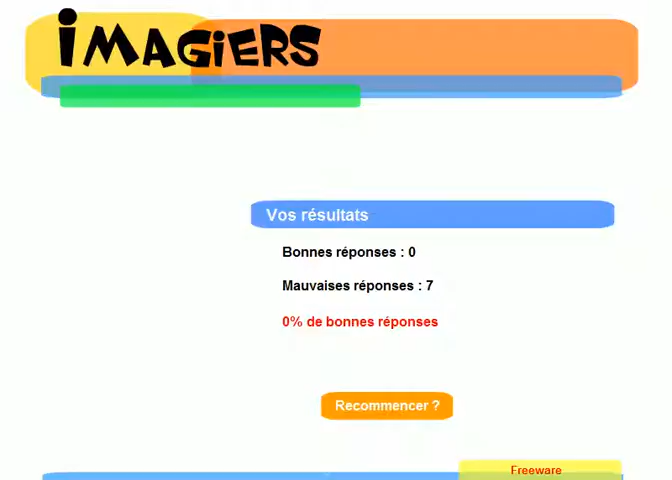 iMAGiERS
Vos résultats
Bonnes réponses : 0
Mauvaises réponses : 7
0% de bonnes réponses
Recommencer ?
Freeware